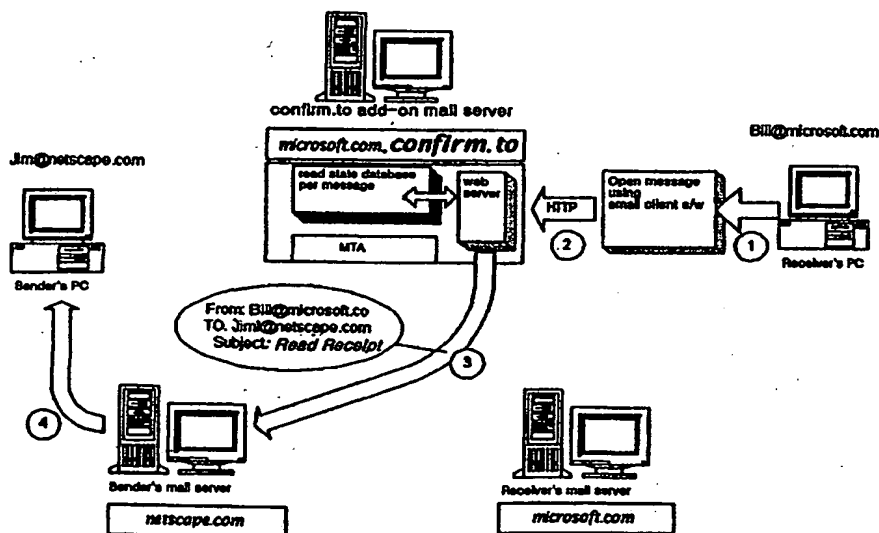 confirm.to add-on mail server
microsoft.com.confirm.to
Bill@microsoft.com
Jim@netscape.com
read state database
per message
web
server
MTA
HTTP
2
Open message
using
email client s/w
1
Sender's PC
Receiver's PC
From: Bill@microsoft.co
TO. Jim@netscape.com
Subject: Read Receipt
3
4
Sender's mail server
Receiver's mail server
netscape.com
microsoft.com